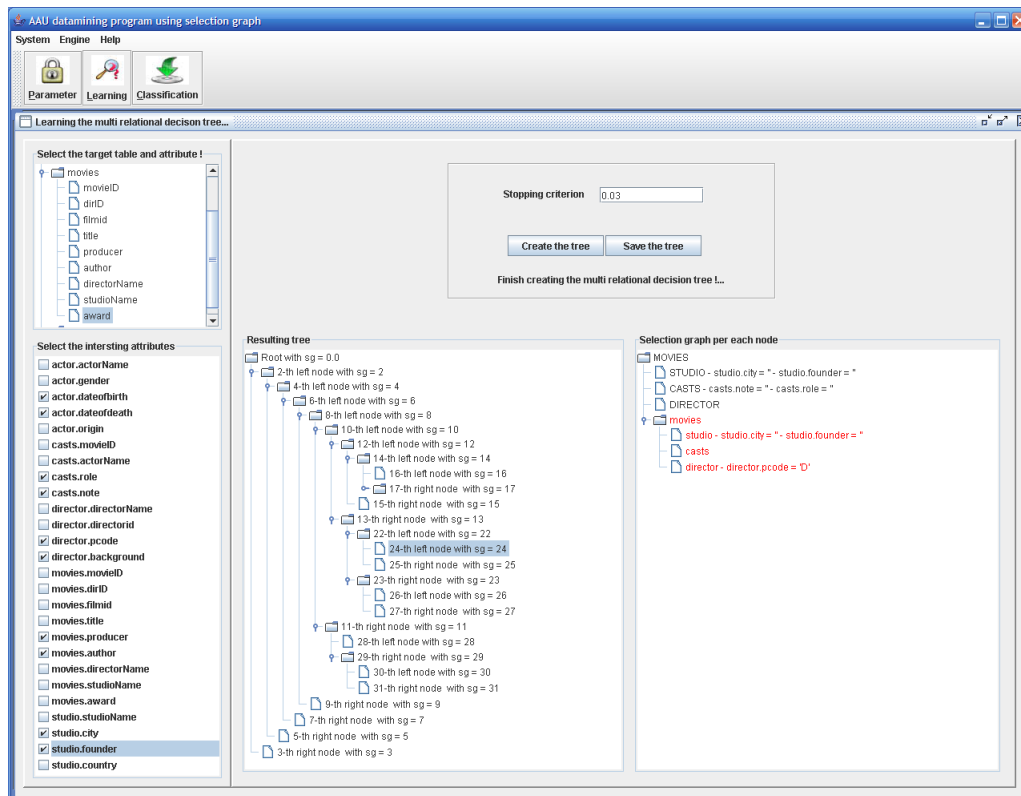 AAU datamining program using selection graph
System Engine Help
Parameter Learning Classification
Learning the multi relational decison tree...
Select the target table and attribute !
movies
movieID
dirID
filmid
title
producer
author
directorName
studioName
award
Select the intersting attributes
actor.actorName
actor.gender
actor.dateofbirth
actor.dateofdeath
actor.origin
casts.movieID
casts.actorName
casts.role
casts.note
director.directorName
director.directorid
director.pcode
director.background
movies.movieID
movies.dirID
movies.filmid
movies.title
movies.producer
movies.author
movies.directorName
movies.studioName
movies.award
studio.studioName
studio.city
studio.founder
studio.country
Stopping criterion 0.03
Create the tree Save the tree
Finish creating the multi relational decision tree !...
Resulting tree
Root with sg = 0.0
2-th left node with sg = 2
4-th left node with sg = 4
6-th left node with sg = 6
8-th left node with sg = 8
10-th left node with sg = 10
12-th left node with sg = 12
14-th left node with sg = 14
16-th left node with sg = 16
17-th right node with sg = 17
15-th right node with sg = 15
13-th right node with sg = 13
22-th left node with sg = 22
24-th left node with sg = 24
25-th right node with sg = 25
23-th right node with sg = 23
26-th left node with sg = 26
27-th right node with sg = 27
11-th right node with sg = 11
28-th left node with sg = 28
29-th right node with sg = 29
30-th left node with sg = 30
31-th right node with sg = 31
9-th right node with sg = 9
7-th right node with sg = 7
5-th right node with sg = 5
3-th right node with sg = 3
Selection graph per each node
MOVIES
STUDIO - studio.city = '' - studio.founder = ''
CASTS - casts.note = '' - casts.role = ''
DIRECTOR
movies
studio - studio.city = '' - studio.founder = ''
casts
director - director.pcode = 'D'